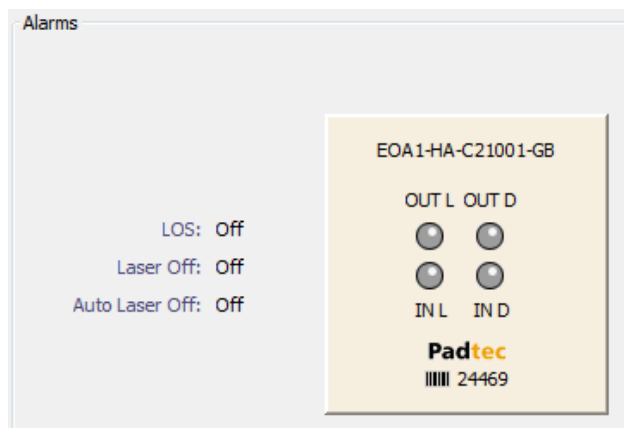 Alarms
LOS: Off
Laser Off: Off
Auto Laser Off: Off
EOA1-HA-C21001-GB
OUT L OUT D
IN L IN D
Padtec
24469